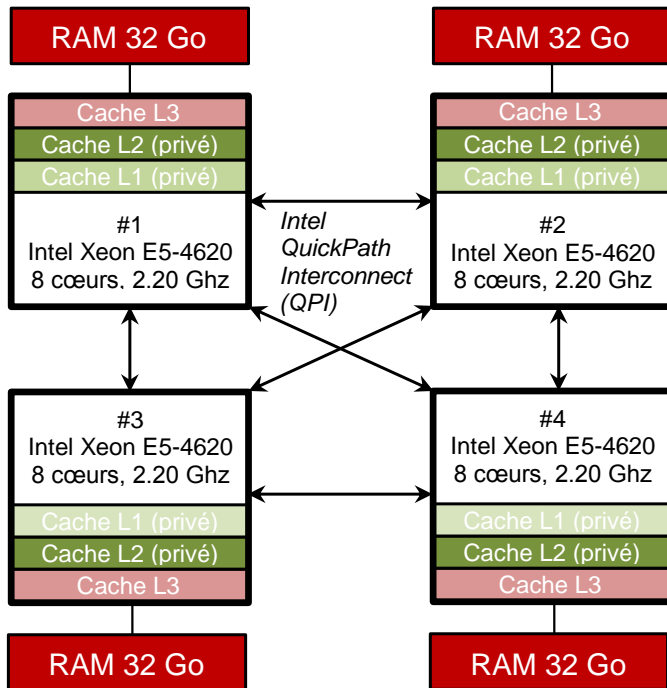 RAM 32 Go
RAM 32 Go
Cache L3
Cache L2 (privé)
Cache L1 (privé)
#1
Intel Xeon E5-4620
8 cœurs, 2.20 Ghz
Cache L3
Cache L2 (privé)
Cache L1 (privé)
#2
Intel Xeon E5-4620
8 cœurs, 2.20 Ghz
Intel
QuickPath
Interconnect
(QPI)
#3
Intel Xeon E5-4620
8 cœurs, 2.20 Ghz
Cache L1 (privé)
Cache L2 (privé)
Cache L3
#4
Intel Xeon E5-4620
8 cœurs, 2.20 Ghz
Cache L1 (privé)
Cache L2 (privé)
Cache L3
RAM 32 Go
RAM 32 Go